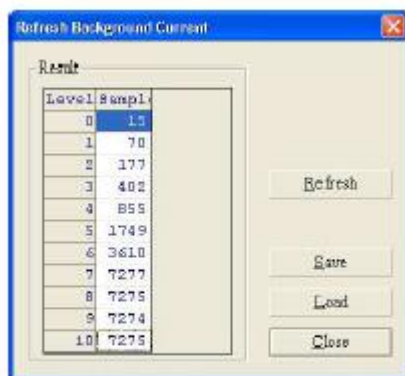 Refresh Background Current
Result
Level Sampl
0 15
1 70
2 177
3 402
4 855
5 1749
6 3610
7 7277
8 7275
9 7274
10 7275
Refresh
Save
Load
Close